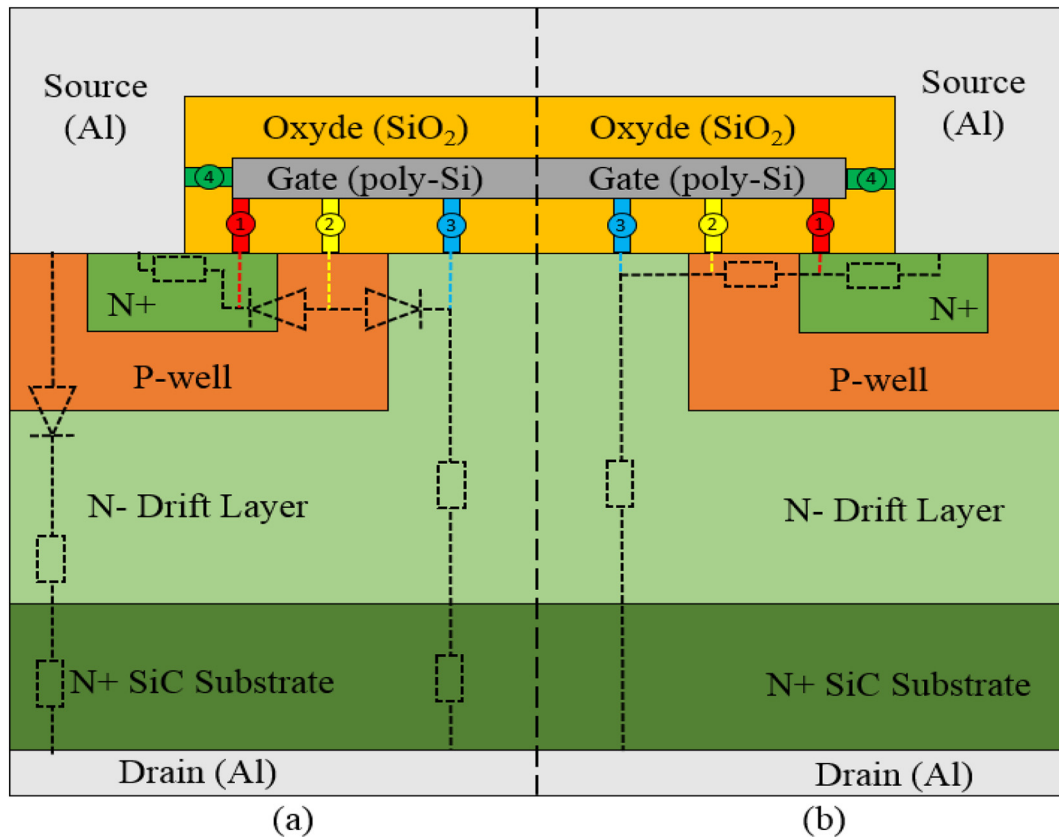 Source
(Al)
Source
(Al)
Oxyde (SiO₂)
Oxyde (SiO₂)
4
Gate (poly-Si)
Gate (poly-Si)
4
1
2
3
3
2
1
N+
N+
P-well
P-well
N- Drift Layer
N- Drift Layer
N+ SiC Substrate
N+ SiC Substrate
Drain (Al)
Drain (Al)
(a)
(b)